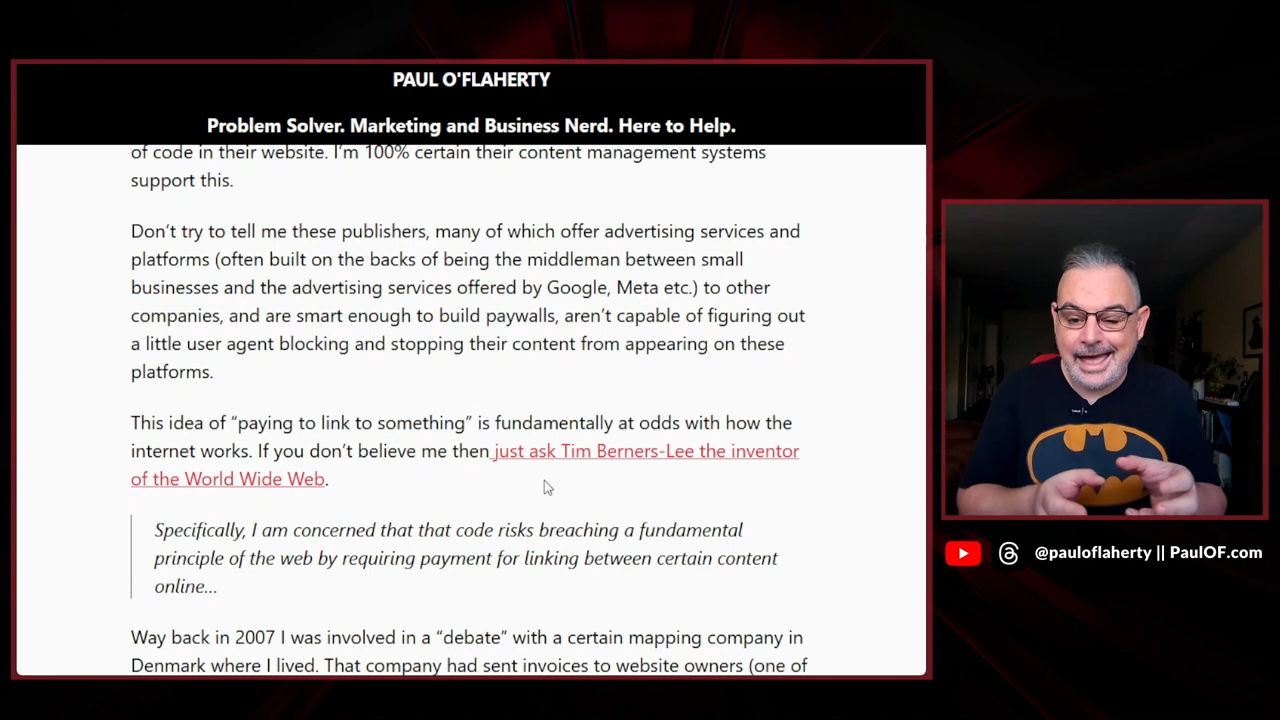 PAUL O'FLAHERTY
Problem Solver. Marketing and Business Nerd. Here to Help.
of code in their website. I'm 100% certain their content management systems
support this.
Don't try to tell me these publishers, many of which offer advertising services and
platforms (often built on the backs of being the middleman between small
businesses and the advertising services offered by Google, Meta etc.) to other
companies, and are smart enough to build paywalls, aren't capable of figuring out
a little user agent blocking and stopping their content from appearing on these
platforms.
This idea of “paying to link to something” is fundamentally at odds with how the
internet works. If you don't believe me then just ask Tim Berners-Lee the inventor
of the World Wide Web.
Specifically, I am concerned that that code risks breaching a fundamental
principle of the web by requiring payment for linking between certain content
online...
Way back in 2007 I was involved in a “debate” with a certain mapping company in
Denmark where I lived. That company had sent invoices to website owners (one of
@pauloflaherty || PaulOF.com